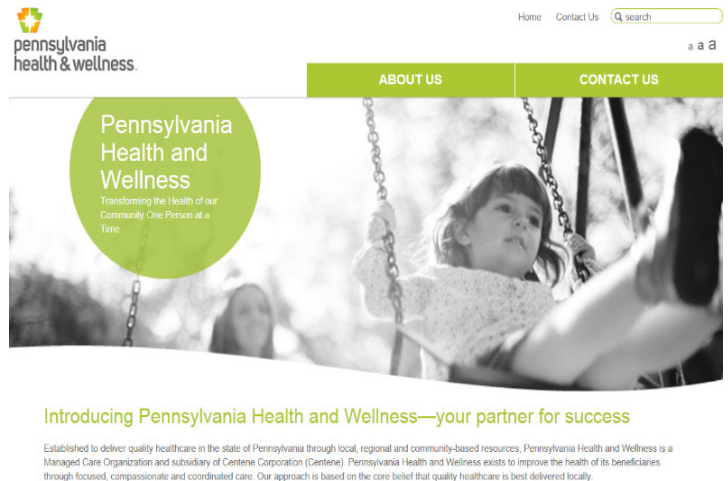 Home Contact Us search
pennsylvania
health & wellness.
a a a
ABOUT US CONTACT US
Pennsylvania
Health and
Wellness
Transforming the Health of our
Community One Person at a
Time
Introducing Pennsylvania Health and Wellness—your partner for success
Established to deliver quality healthcare in the state of Pennsylvania through local, regional and community-based resources, Pennsylvania Health and Wellness is a
Managed Care Organization and subsidiary of Centene Corporation (Centene). Pennsylvania Health and Wellness exists to improve the health of its beneficiaries
through focused, compassionate and coordinated care. Our approach is based on the core belief that quality healthcare is best delivered locally.